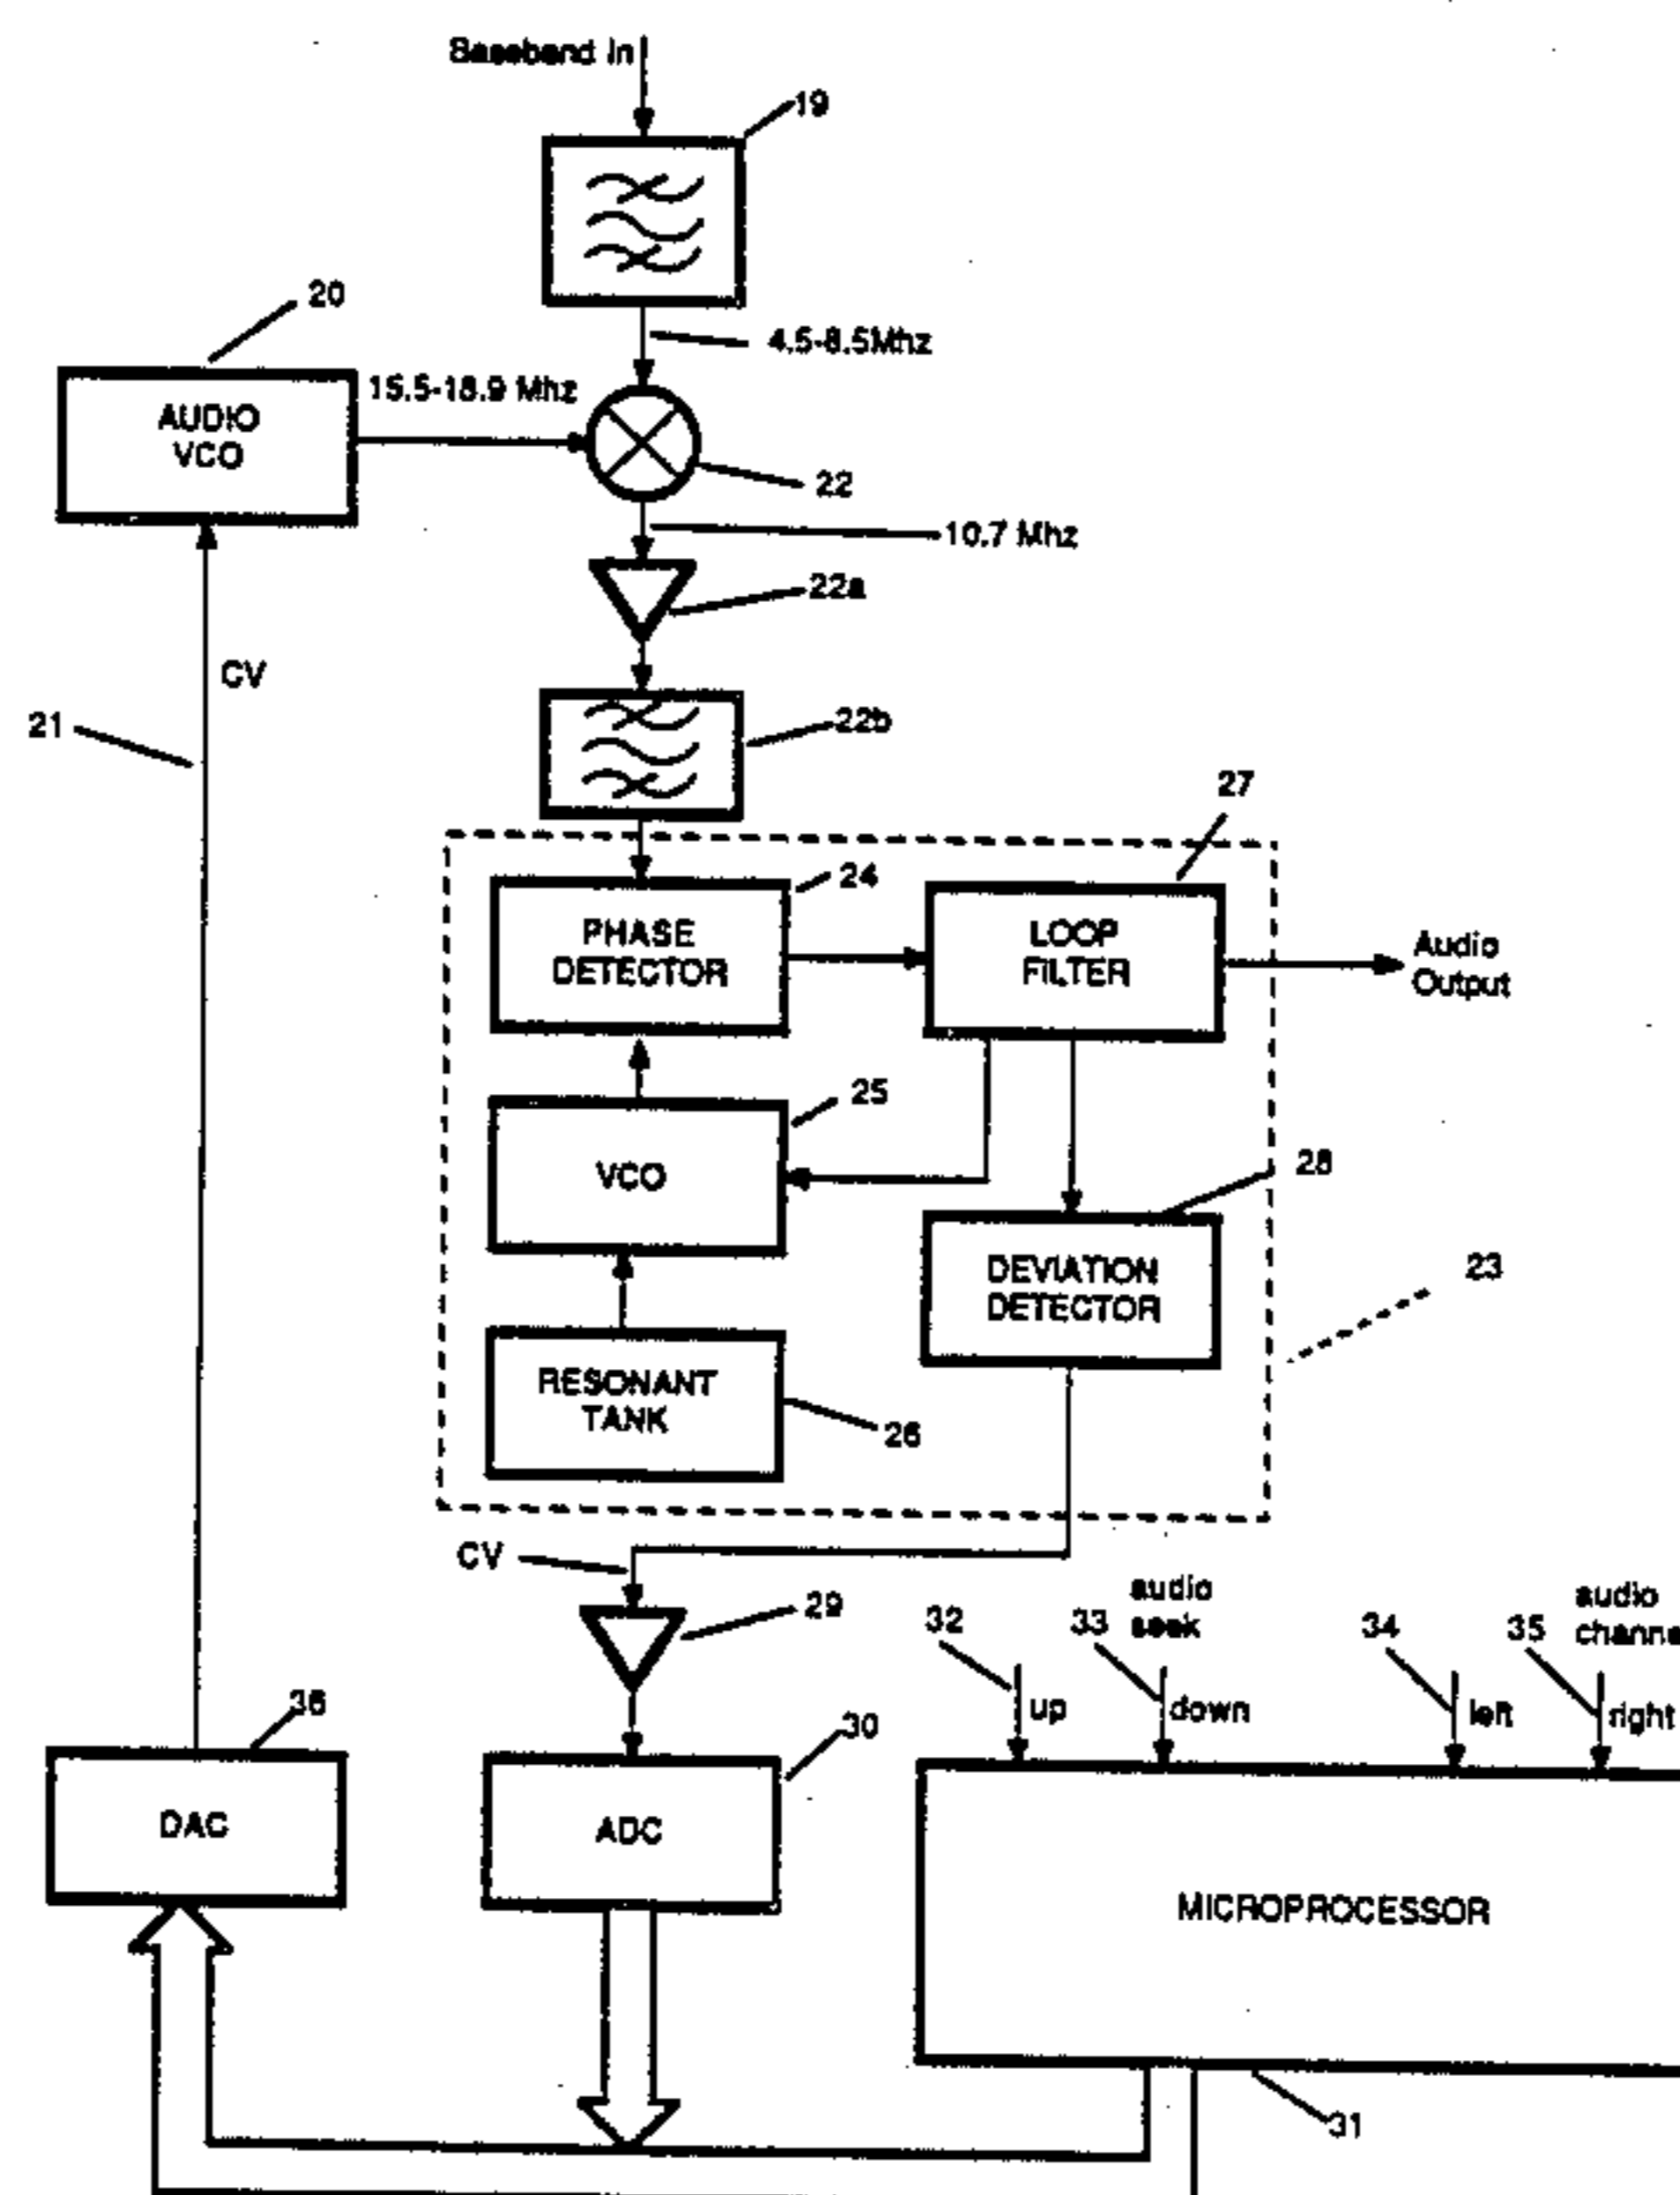 Baseband in
19
20
4.5-8.5Mhz
15.5-18.9 Mhz
AUDIO
VCO
22
10.7 Mhz
22a
CV
21
22b
27
24
PHASE
DETECTOR
LOOP
FILTER
Audio
Output
25
VCO
28
23
DEVIATION
DETECTOR
RESONANT
TANK
26
CV
29
32
33
audio
seek
34
35
audio
up
down
left
right
36
30
DAC
ADC
MICROPROCESSOR
31